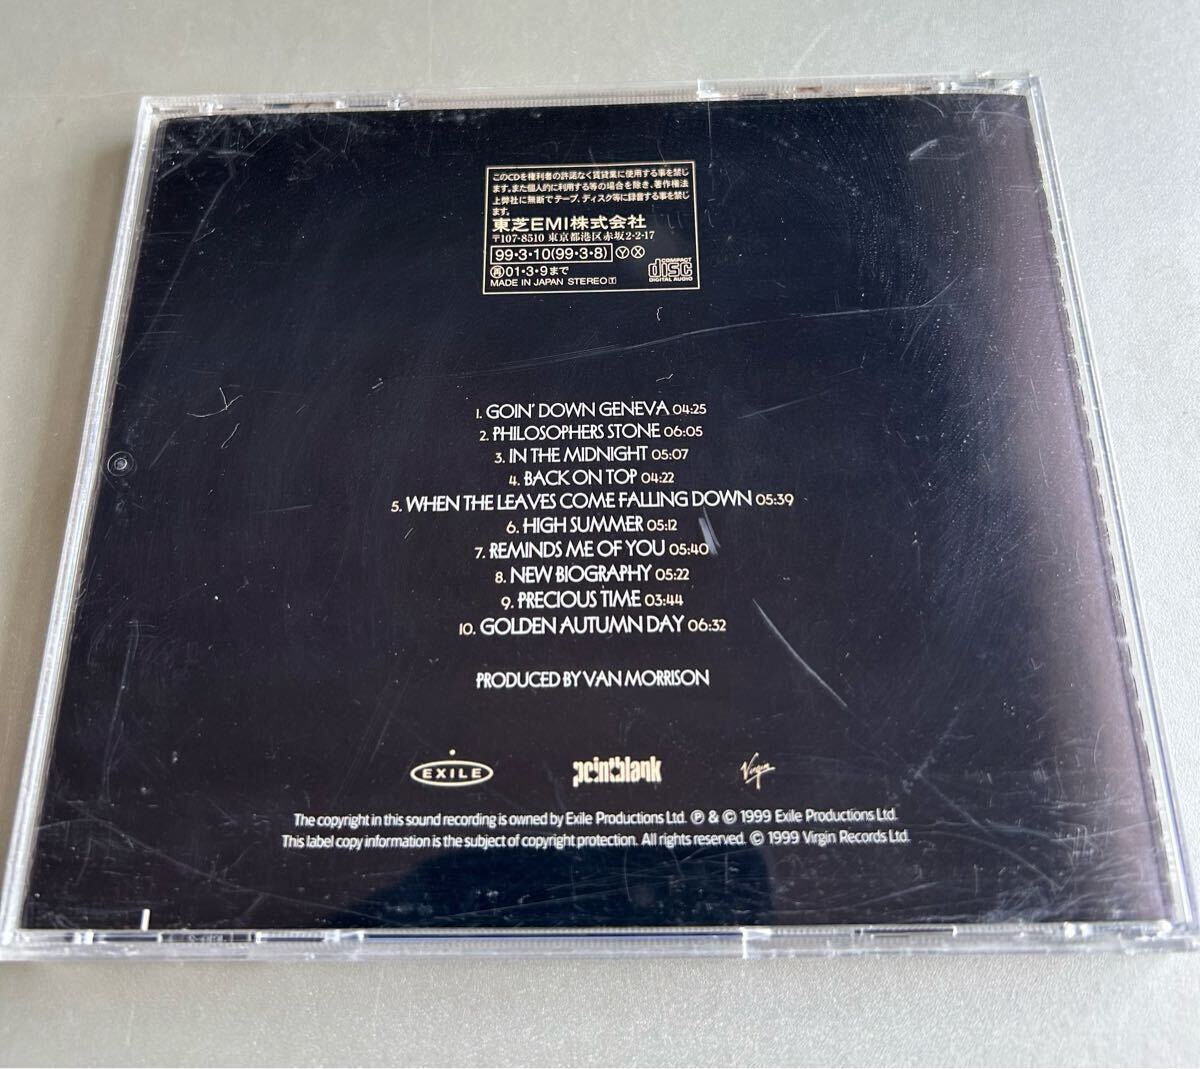 このCDを権利者の許諾なく賃貸業に使用する事を禁じ
ます。また個人的に利用する等の場合を除き、著作権法
上弊社に無断でテープ、ディスク等に録音する事を禁じ
ます。
東芝EMI株式会社
〒107-8510 東京都港区赤坂2-2-17
99・3・10(99・3・8) Ⓨ Ⓧ
㊢01・3・9まで
COMPACT
disc
DIGITAL AUDIO
MADE IN JAPAN STEREO T
1. GOIN' DOWN GENEVA 04:25
2. PHILOSOPHERS STONE 06:05
3. IN THE MIDNIGHT 05:07
4. BACK ON TOP 04:22
5. WHEN THE LEAVES COME FALLING DOWN 05:39
6. HIGH SUMMER 05:12
7. REMINDS ME OF YOU 05:40
8. NEW BIOGRAPHY 05:22
9. PRECIOUS TIME 03:44
10. GOLDEN AUTUMN DAY 06:32
PRODUCED BY VAN MORRISON
EXILE
pointblank
Virgin
The copyright in this sound recording is owned by Exile Productions Ltd. ℗ & © 1999 Exile Productions Ltd.
This label copy information is the subject of copyright protection. All rights reserved. © 1999 Virgin Records Ltd.